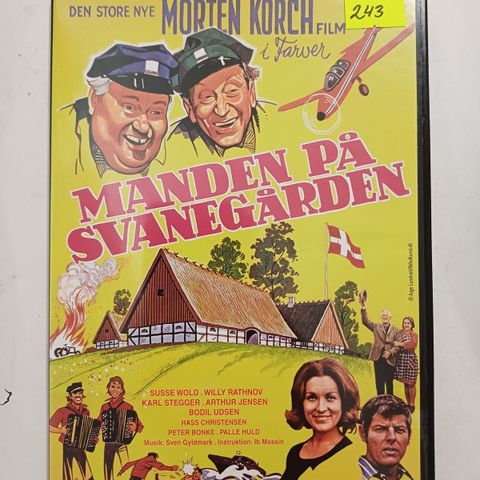 DEN STORE NYE MORTEN KORCH FILM
i Farver
243
MANDEN PÅ
SVANEGÅRDEN
SUSSE WOLD . WILLY RATHNOV
KARL STEGGER . ARTHUR JENSEN
BODIL UDSEN
HASS CHRISTENSEN
PETER BONKE . PALLE HULD
Musik: Sven Gyldmark . Instruktion: Ib Mossin